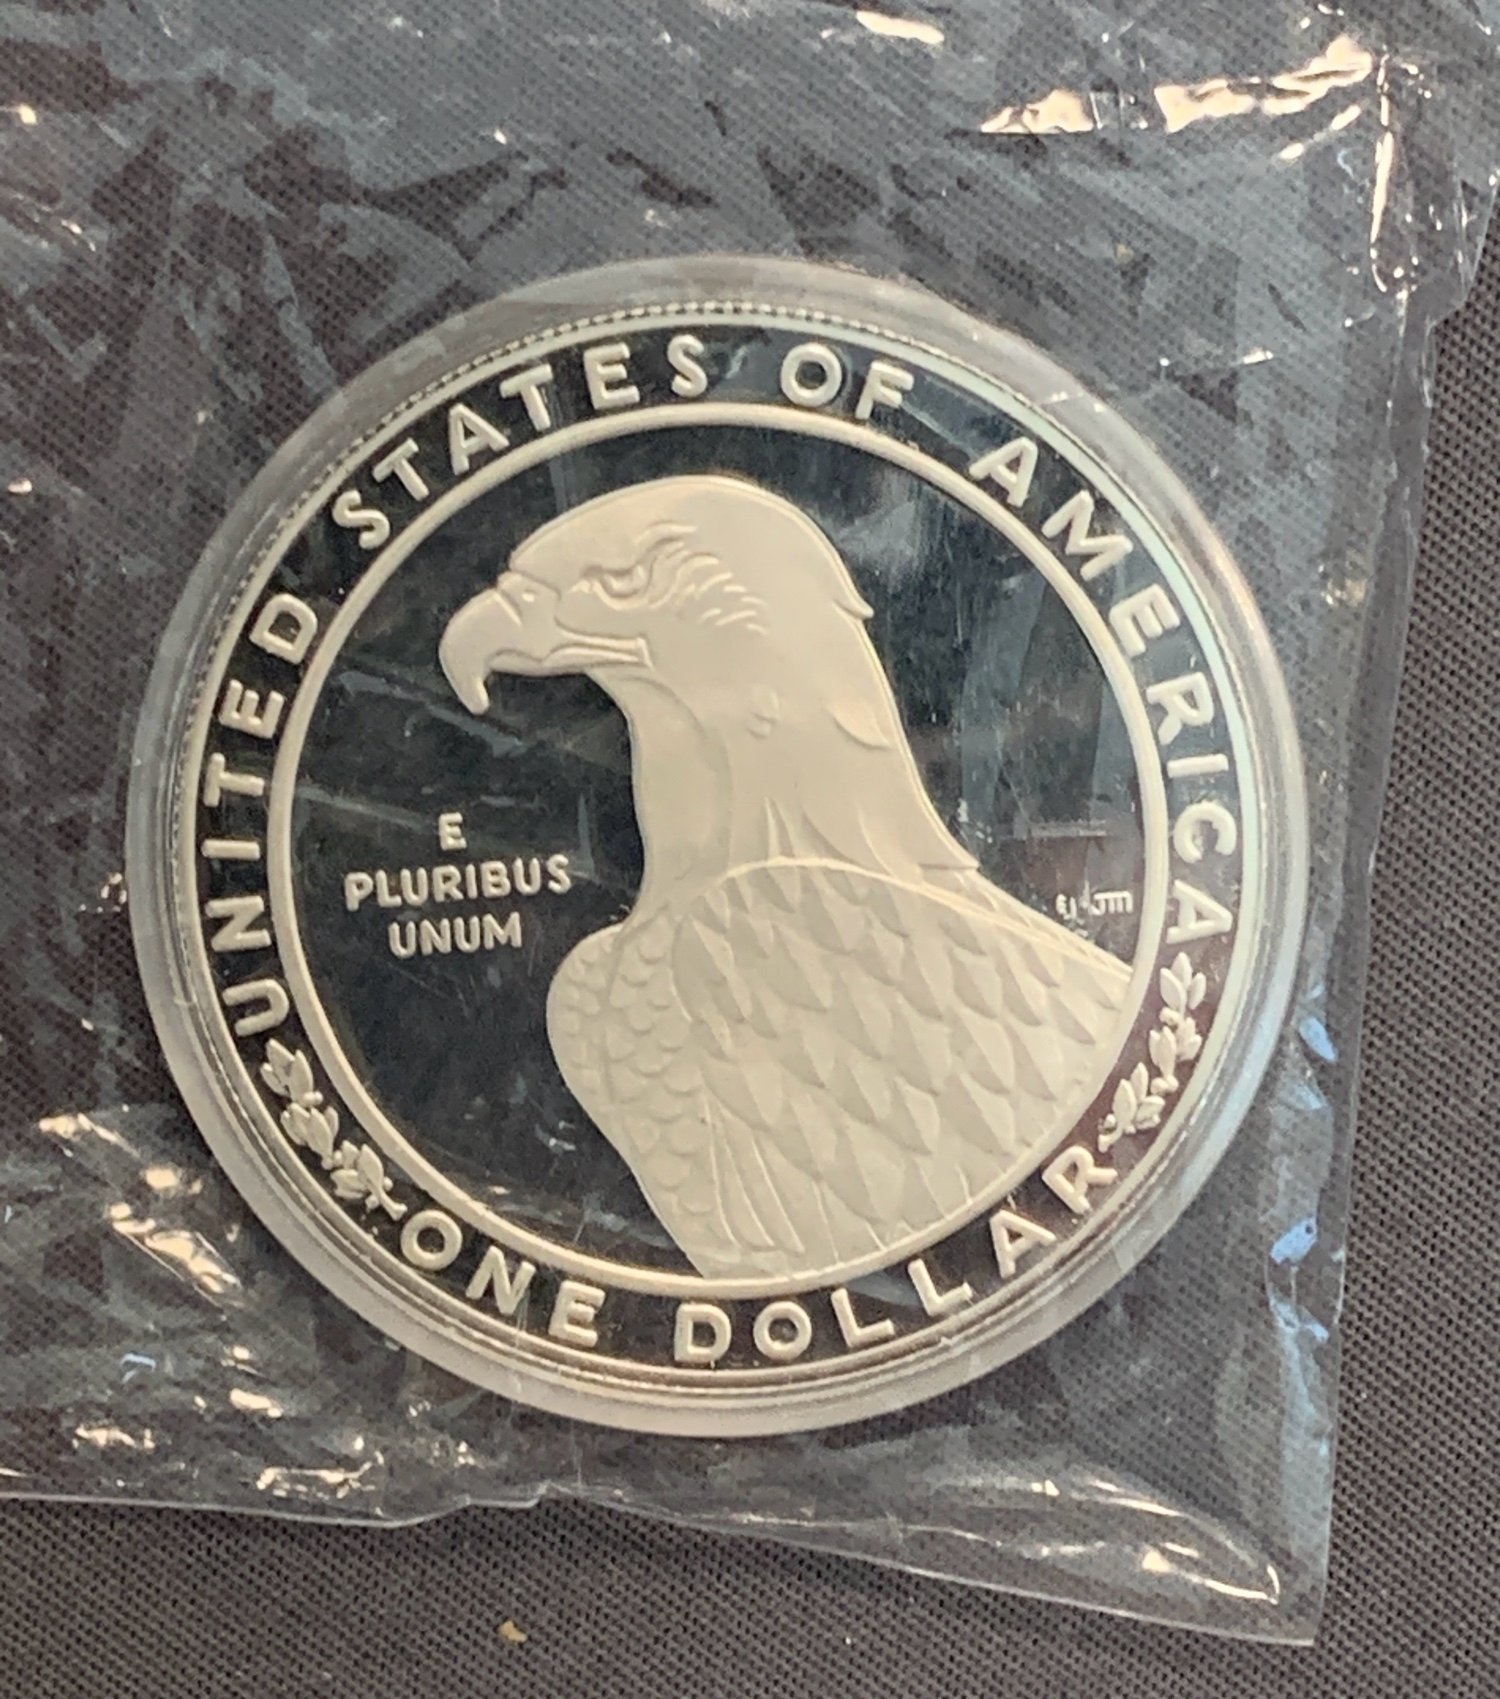 UNITED STATES OF AMERICA
E
PLURIBUS
UNUM
ONE DOLLAR